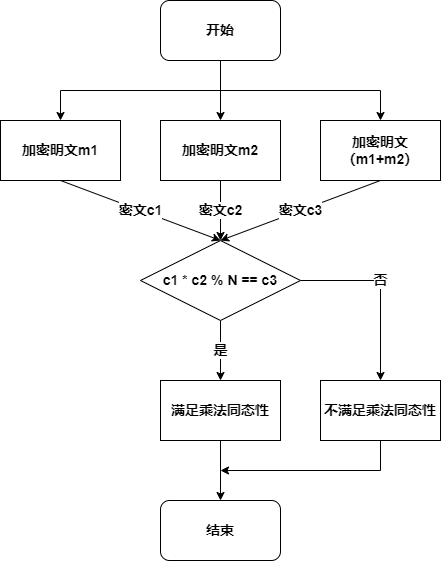 开始
加密明文m1
加密明文m2
加密明文
（m1+m2）
密文c1
密文c2
密文c3
c1 * c2 % N == c3
否
是
满足乘法同态性
不满足乘法同态性
结束